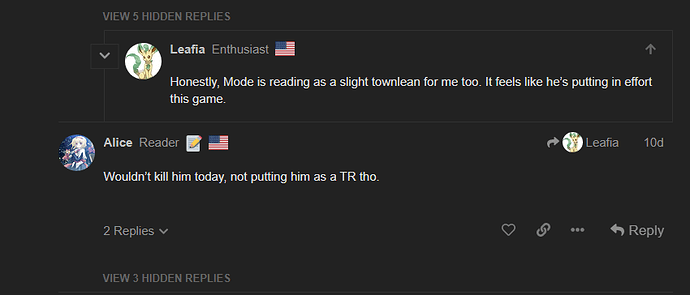 VIEW 5 HIDDEN REPLIES
Leafia Enthusiast
Honestly, Mode is reading as a slight townlean for me too. It feels like he’s putting in effort
this game.
Alice Reader Leafia 10d
Wouldn’t kill him today, not putting him as a TR tho.
2 Replies Reply
VIEW 3 HIDDEN REPLIES